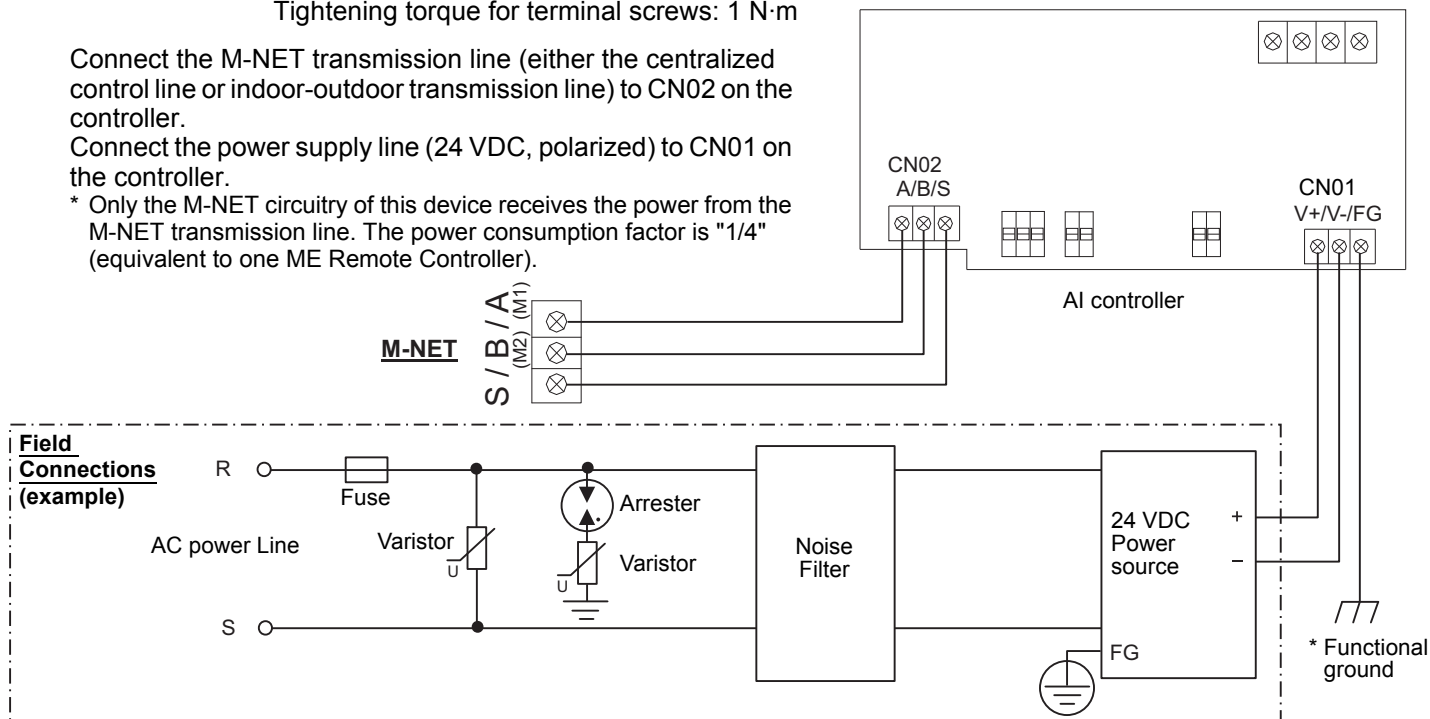 Tightening torque for terminal screws: 1 N·m
Connect the M-NET transmission line (either the centralized
control line or indoor-outdoor transmission line) to CN02 on the
controller.
Connect the power supply line (24 VDC, polarized) to CN01 on
the controller.
* Only the M-NET circuitry of this device receives the power from the
M-NET transmission line. The power consumption factor is "1/4"
(equivalent to one ME Remote Controller).
CN02
A/B/S
CN01
V+/V-/FG
AI controller
M-NET
S / B / A
(M2) (M1)
Field
Connections
(example)
R
Fuse
AC power Line
Varistor
U
Arrester
Varistor
U
S
Noise
Filter
24 VDC
Power
source
+
–
FG
* Functional
ground